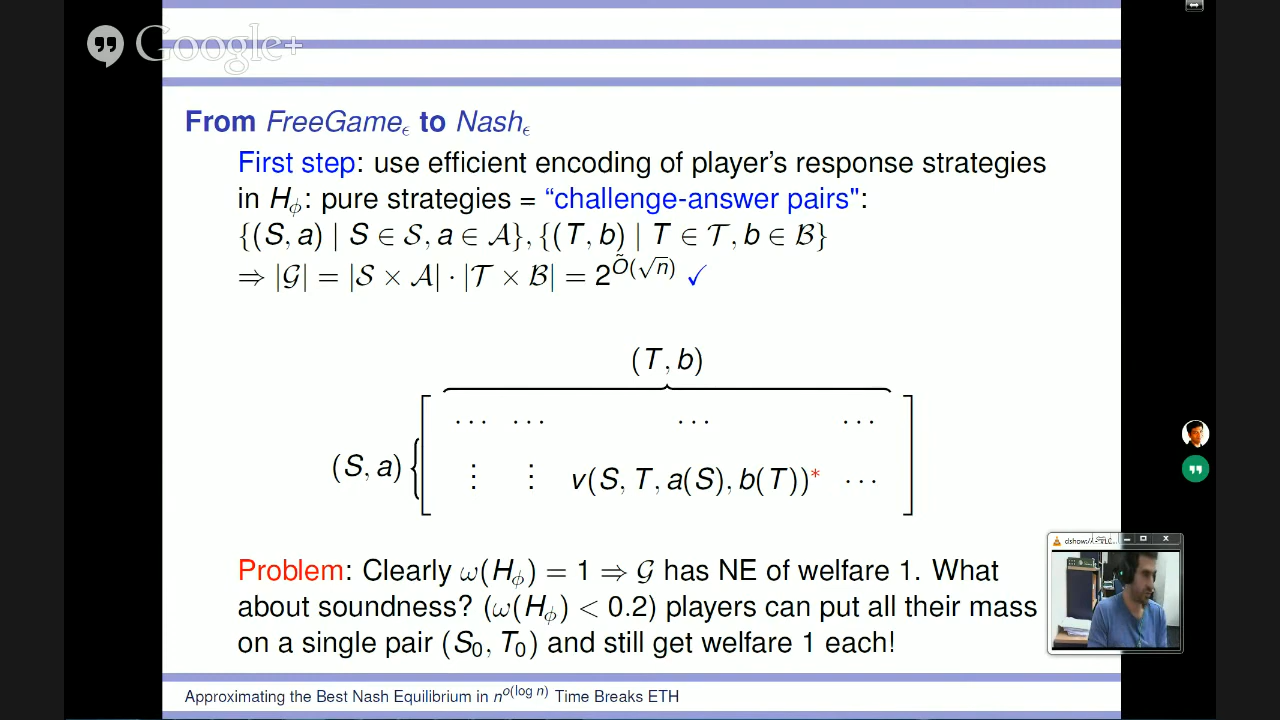 Google+
From FreeGame_ϵ to Nash_ϵ
First step: use efficient encoding of player's response strategies
in H_ϕ: pure strategies = “challenge-answer pairs":
{(S, a) | S ∈ 𝒮, a ∈ 𝒜}, {(T, b) | T ∈ 𝒯, b ∈ ℬ}
⇒ |𝒢| = |𝒮 × 𝒜| · |𝒯 × ℬ| = 2^{Õ(√n)} ✓
(T, b)
⋯ ⋯ ⋯ ⋯
(S, a) { ⋮ ⋮ v(S, T, a(S), b(T))* ⋯
Problem: Clearly ω(H_ϕ) = 1 ⇒ 𝒢 has NE of welfare 1. What
about soundness? (ω(H_ϕ) < 0.2) players can put all their mass
on a single pair (S₀, T₀) and still get welfare 1 each!
Approximating the Best Nash Equilibrium in n^{o(log n)} Time Breaks ETH